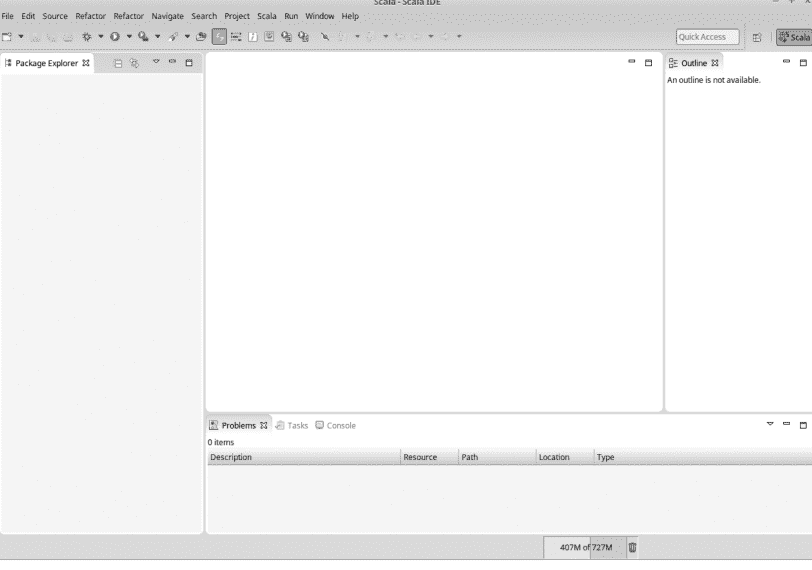 Scala - Scala IDE
File Edit Source Refactor Refactor Navigate Search Project Scala Run Window Help
Quick Access
Scala
Package Explorer
Outline
An outline is not available.
Problems Tasks Console
0 items
Description Resource Path Location Type
407M of 727M